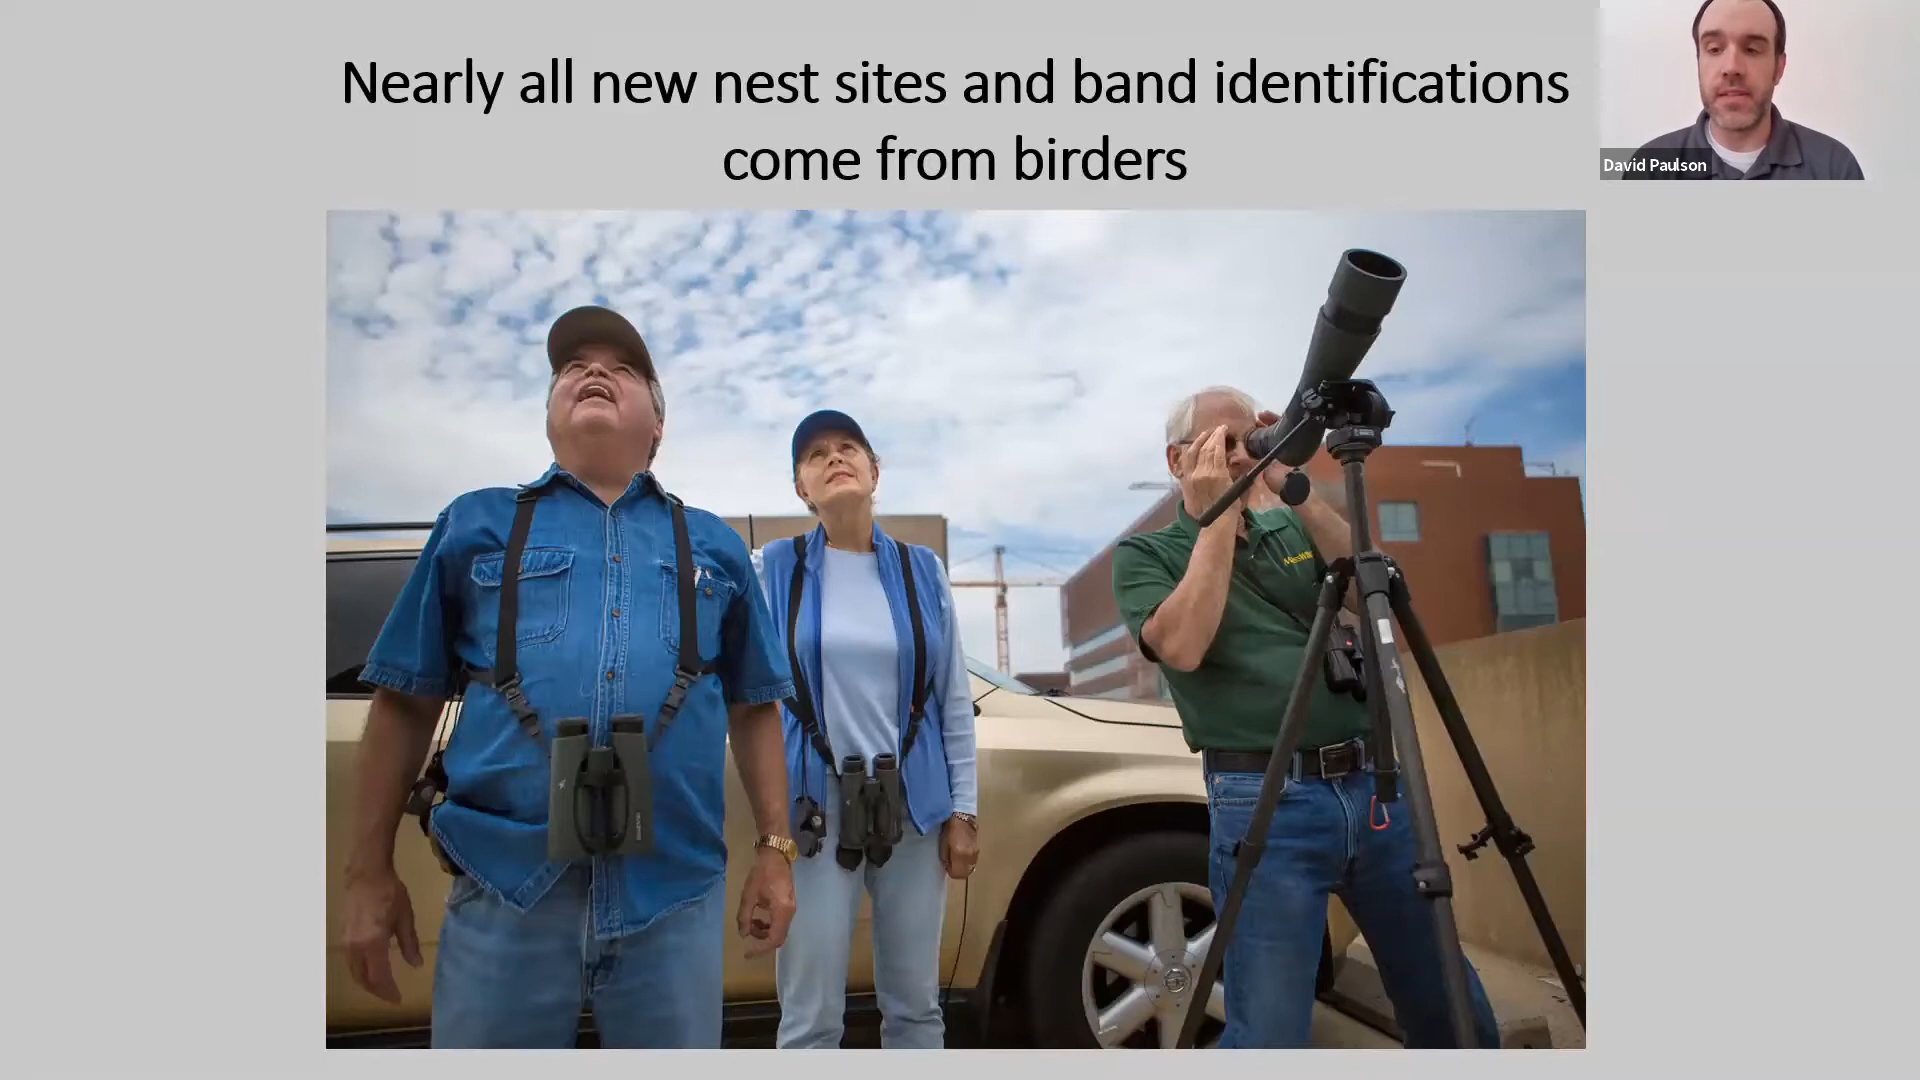 Nearly all new nest sites and band identifications
come from birders
David Paulson